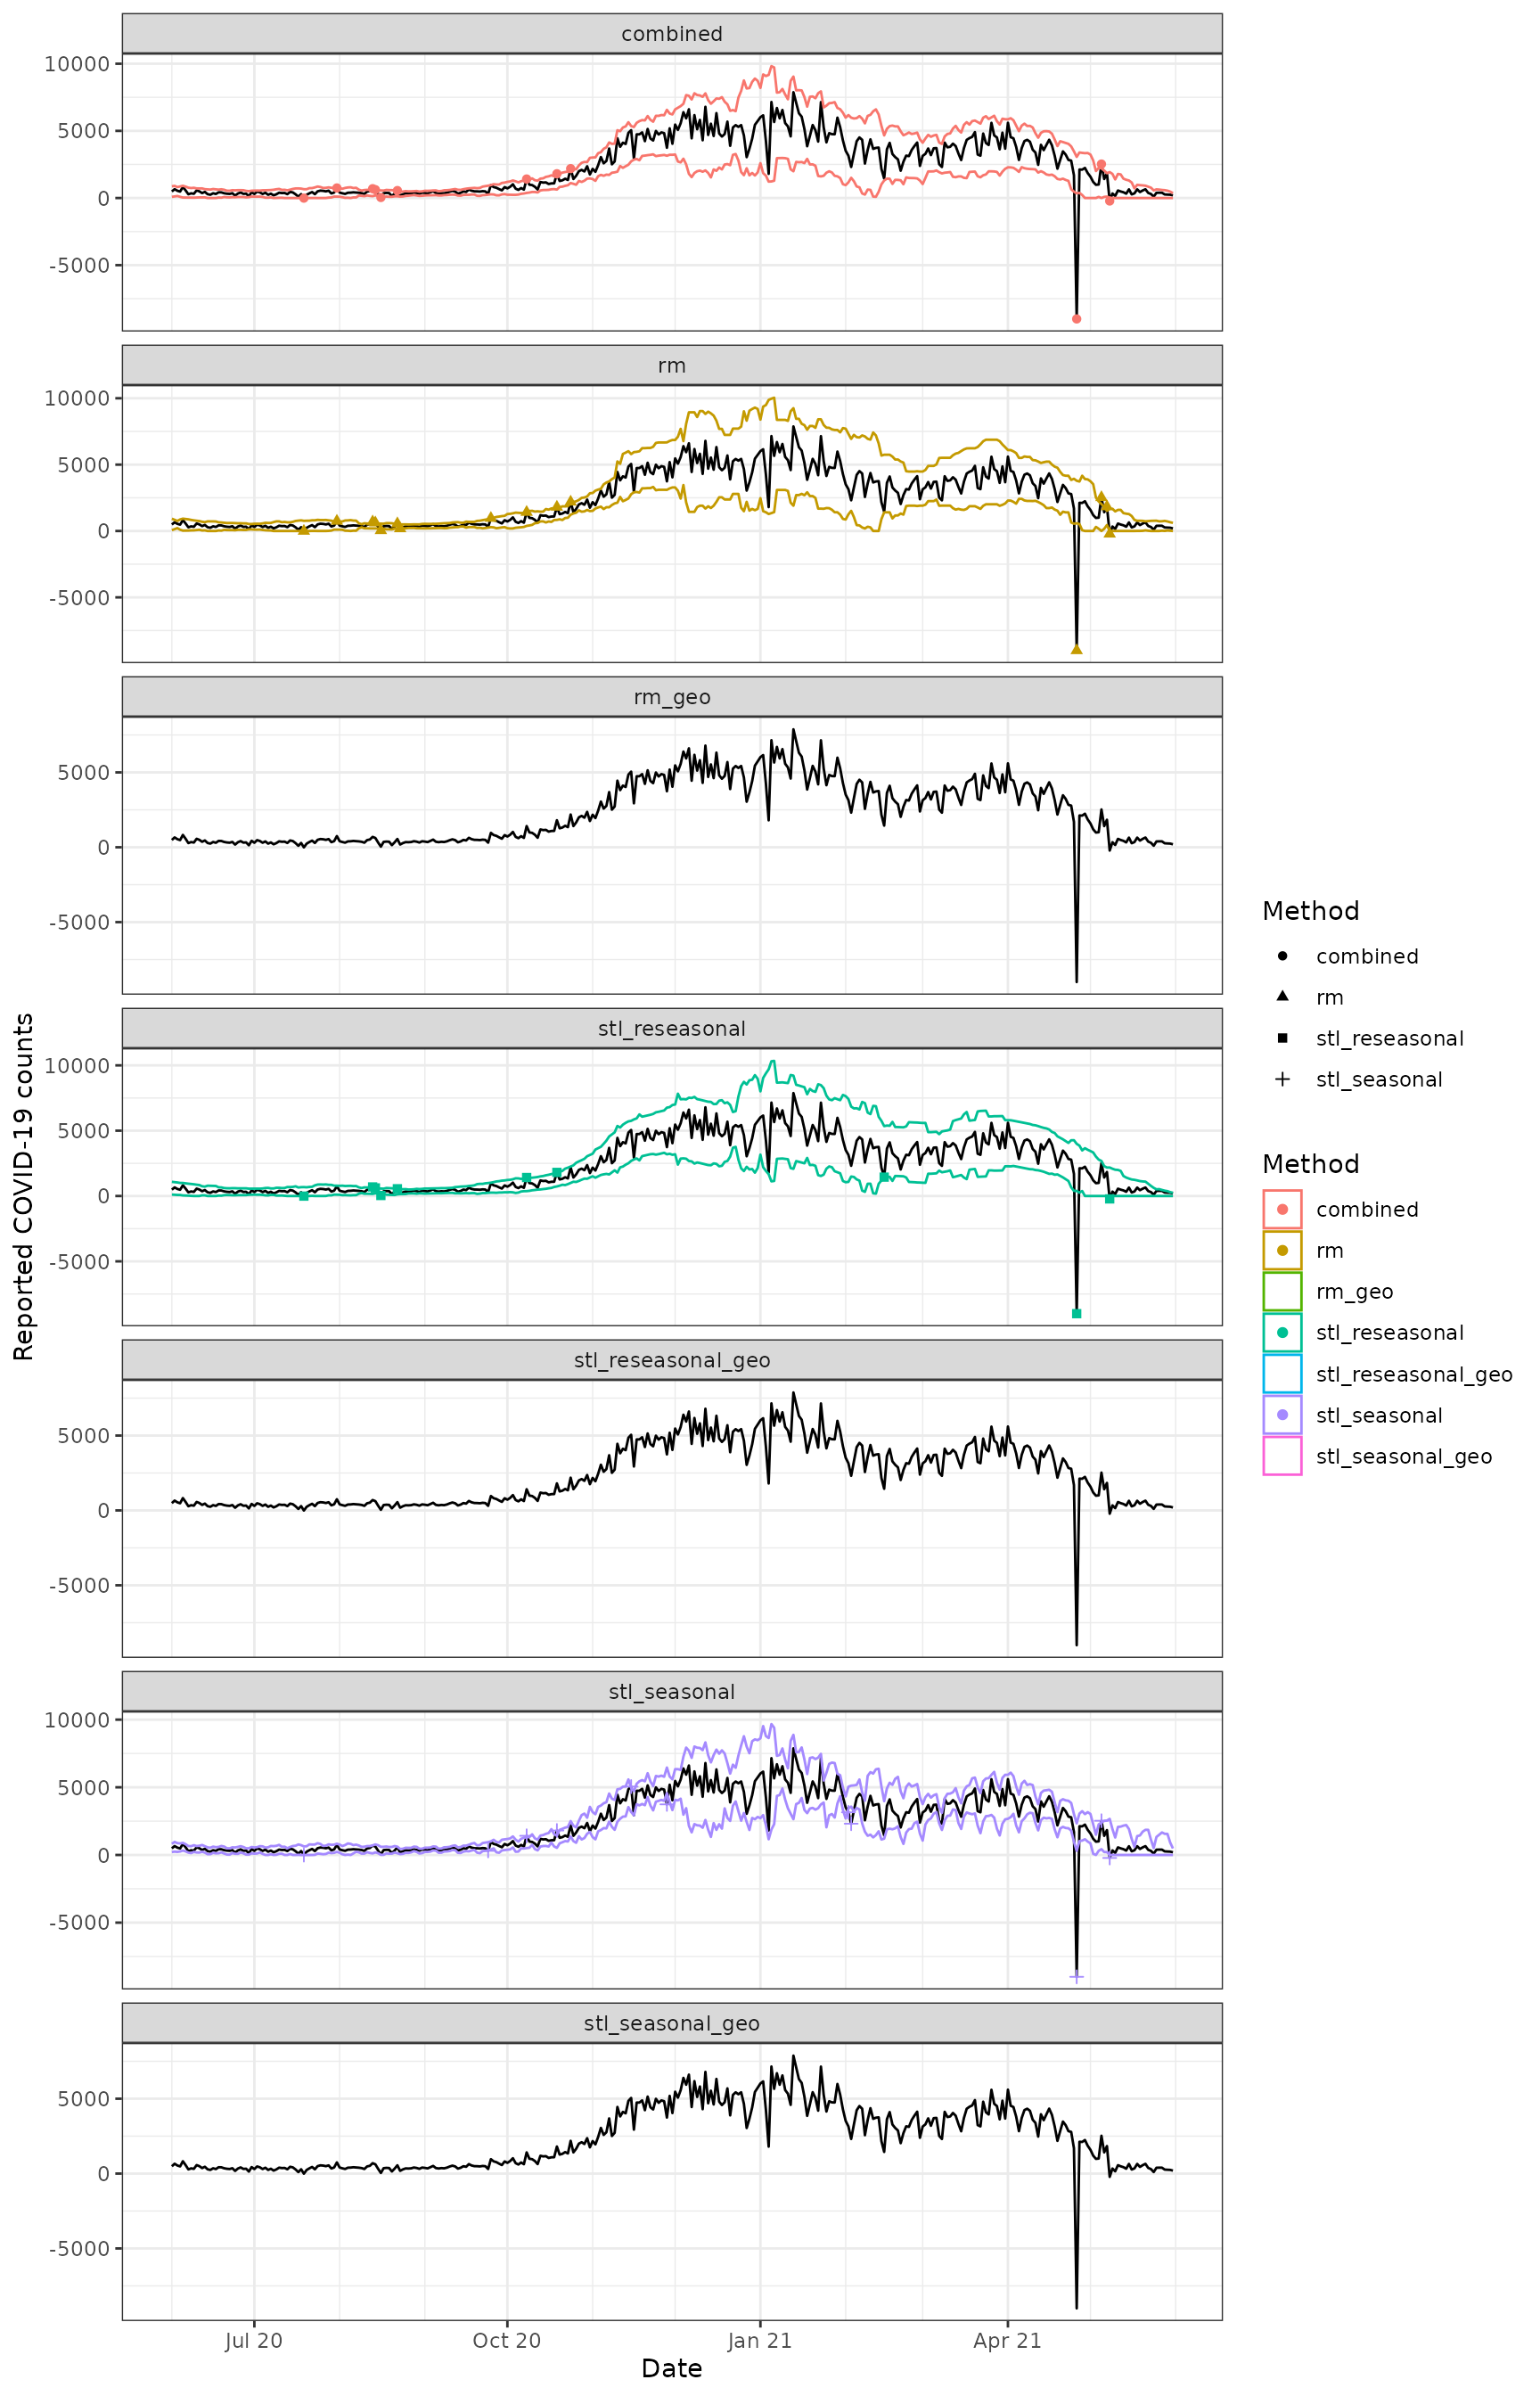 combined
10000
5000
0
-5000
rm
10000
5000
0
-5000
rm_geo
5000
0
-5000
stl_reseasonal
10000
5000
0
-5000
stl_reseasonal_geo
5000
0
-5000
stl_seasonal
10000
5000
0
-5000
stl_seasonal_geo
5000
0
-5000
Jul 20
Oct 20
Jan 21
Apr 21
Date
Reported COVID-19 counts
Method
combined
rm
stl_reseasonal
stl_seasonal
Method
combined
rm
rm_geo
stl_reseasonal
stl_reseasonal_geo
stl_seasonal
stl_seasonal_geo